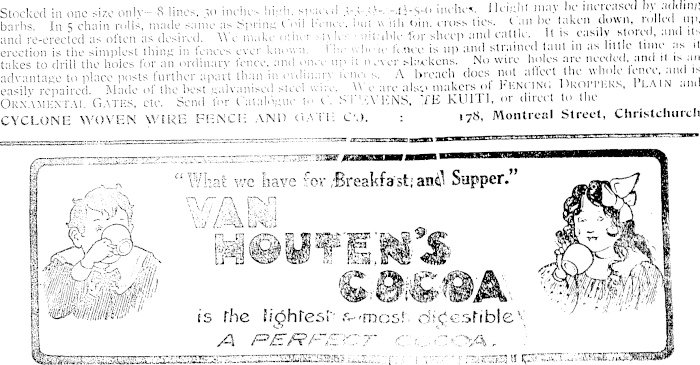 Stocked in one size only—8 lines, 30 inches high, spaced 3-3-3½-4½-5-6 inches. Height may be increased by adding
barbs. In 5 chain rolls, made same as Spring Coil Fence, but with 6in. cross ties. Can be taken down, rolled up
and re-erected as often as desired. We make other styles suitable for sheep and cattle. It is easily stored, and its
erection is the simplest thing in fences ever known. The whole fence is up and strained taut in as little time as it
takes to drill the holes for an ordinary fence, and once up it never slackens. No wire holes are needed, and it is an
advantage to place posts further apart than in ordinary fences. A breach does not affect the whole fence, and is
easily repaired. Made of the best galvanised steel wire. We are also makers of FENCING DROPPERS, PLAIN and
ORNAMENTAL GATES, etc. Send for Catalogue to C. STEVENS, TE KUITI, or direct to the
CYCLONE WOVEN WIRE FENCE AND GATE CO. : 178, Montreal Street, Christchurch
"What we have for Breakfast and Supper."
VAN
HOUTEN'S
COCOA
is the lightest & most digestible
A PERFECT COCOA.